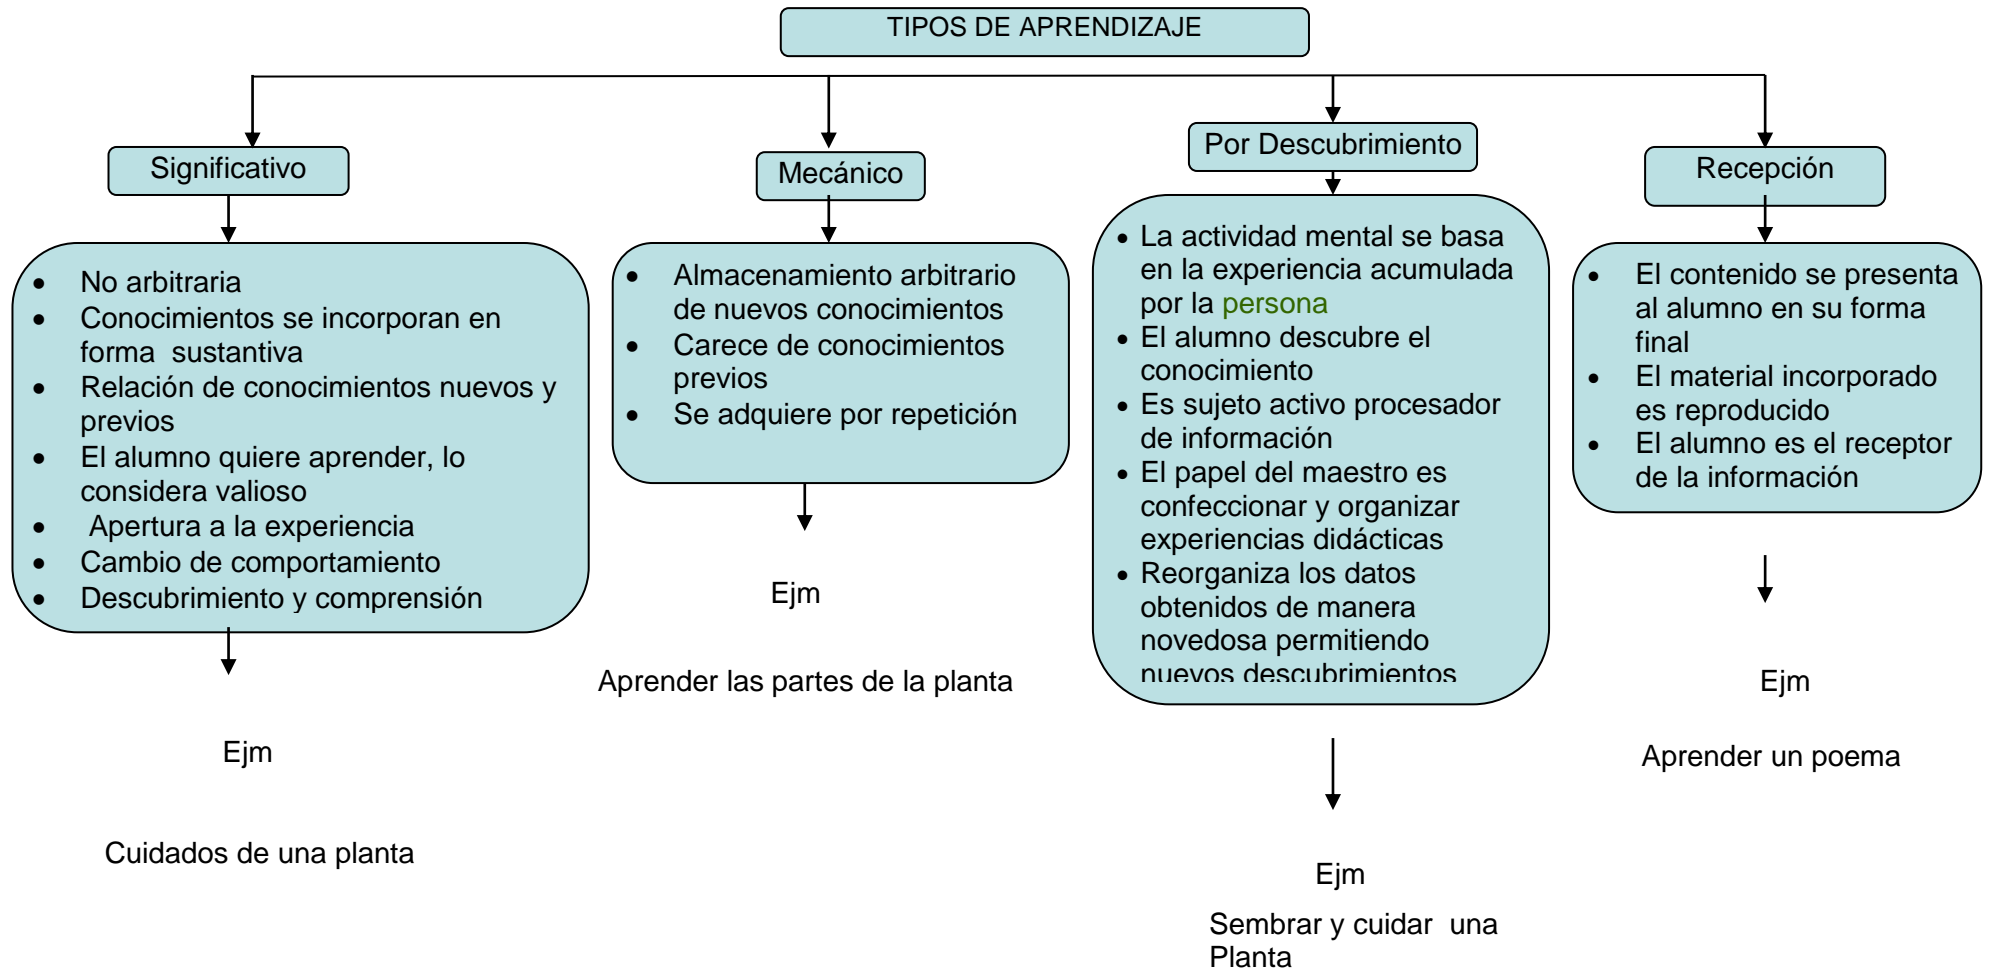 TIPOS DE APRENDIZAJE
Significativo
• No arbitraria
• Conocimientos se incorporan en
forma  sustantiva
• Relación de conocimientos nuevos y
previos
• El alumno quiere aprender, lo
considera valioso
• Apertura a la experiencia
• Cambio de comportamiento
• Descubrimiento y comprensión
Ejm
Cuidados de una planta
Mecánico
• Almacenamiento arbitrario
de nuevos conocimientos
• Carece de conocimientos
previos
• Se adquiere por repetición
Ejm
Aprender las partes de la planta
Por Descubrimiento
• La actividad mental se basa
en la experiencia acumulada
por la persona
• El alumno descubre el
conocimiento
• Es sujeto activo procesador
de información
• El papel del maestro es
confeccionar y organizar
experiencias didácticas
• Reorganiza los datos
obtenidos de manera
novedosa permitiendo
nuevos descubrimientos
Ejm
Sembrar y cuidar  una
Planta
Recepción
• El contenido se presenta
al alumno en su forma
final
• El material incorporado
es reproducido
• El alumno es el receptor
de la información
Ejm
Aprender un poema